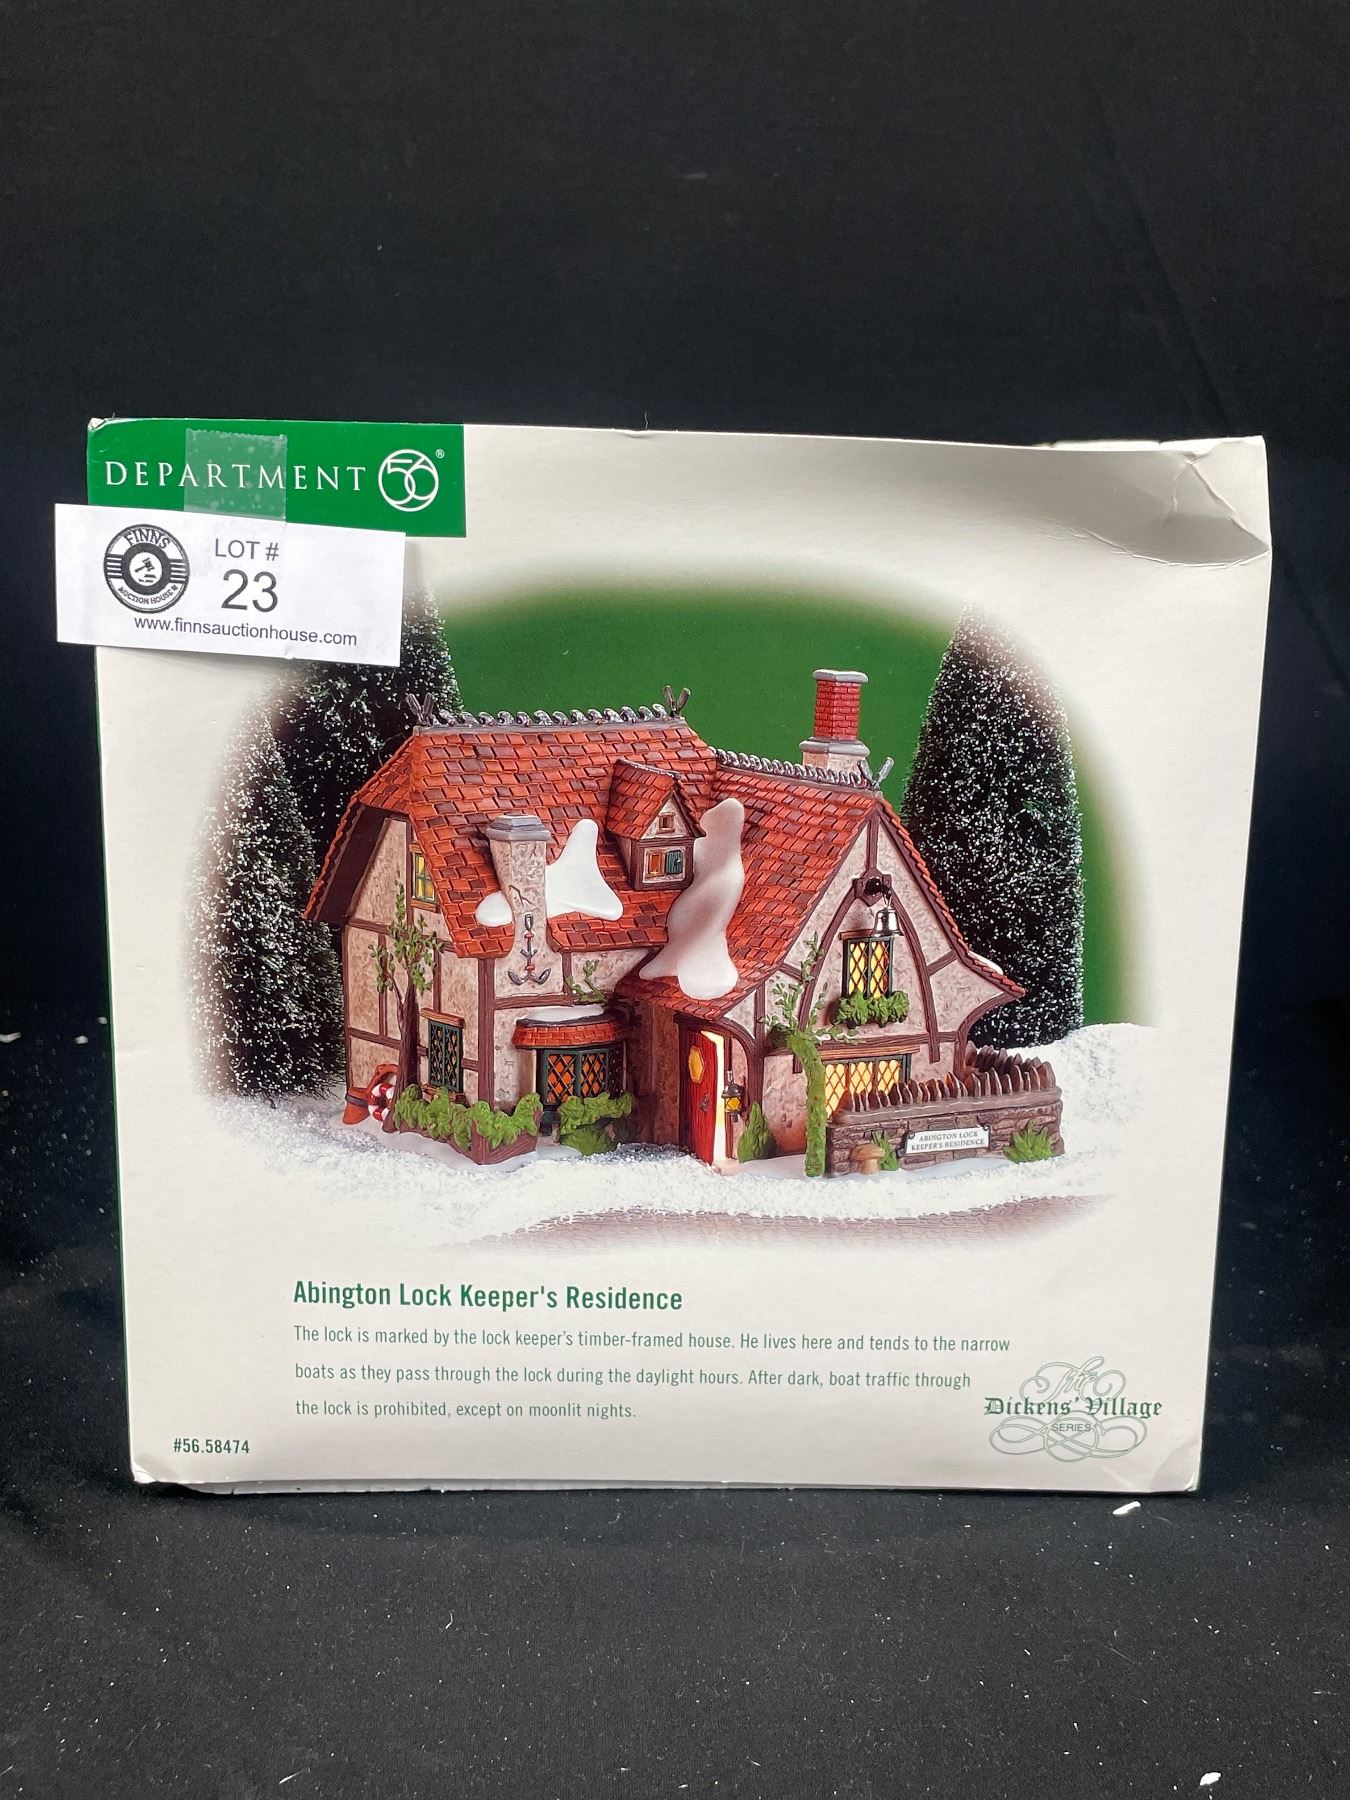 DEPARTMENT 56®
FINNS
AUCTION HOUSE
LOT #
23
www.finnsauctionhouse.com
ABINGTON LOCK
KEEPER'S RESIDENCE
Abington Lock Keeper's Residence
The lock is marked by the lock keeper's timber-framed house. He lives here and tends to the narrow
boats as they pass through the lock during the daylight hours. After dark, boat traffic through
the lock is prohibited, except on moonlit nights.
The
Dickens' Village
SERIES
#56.58474